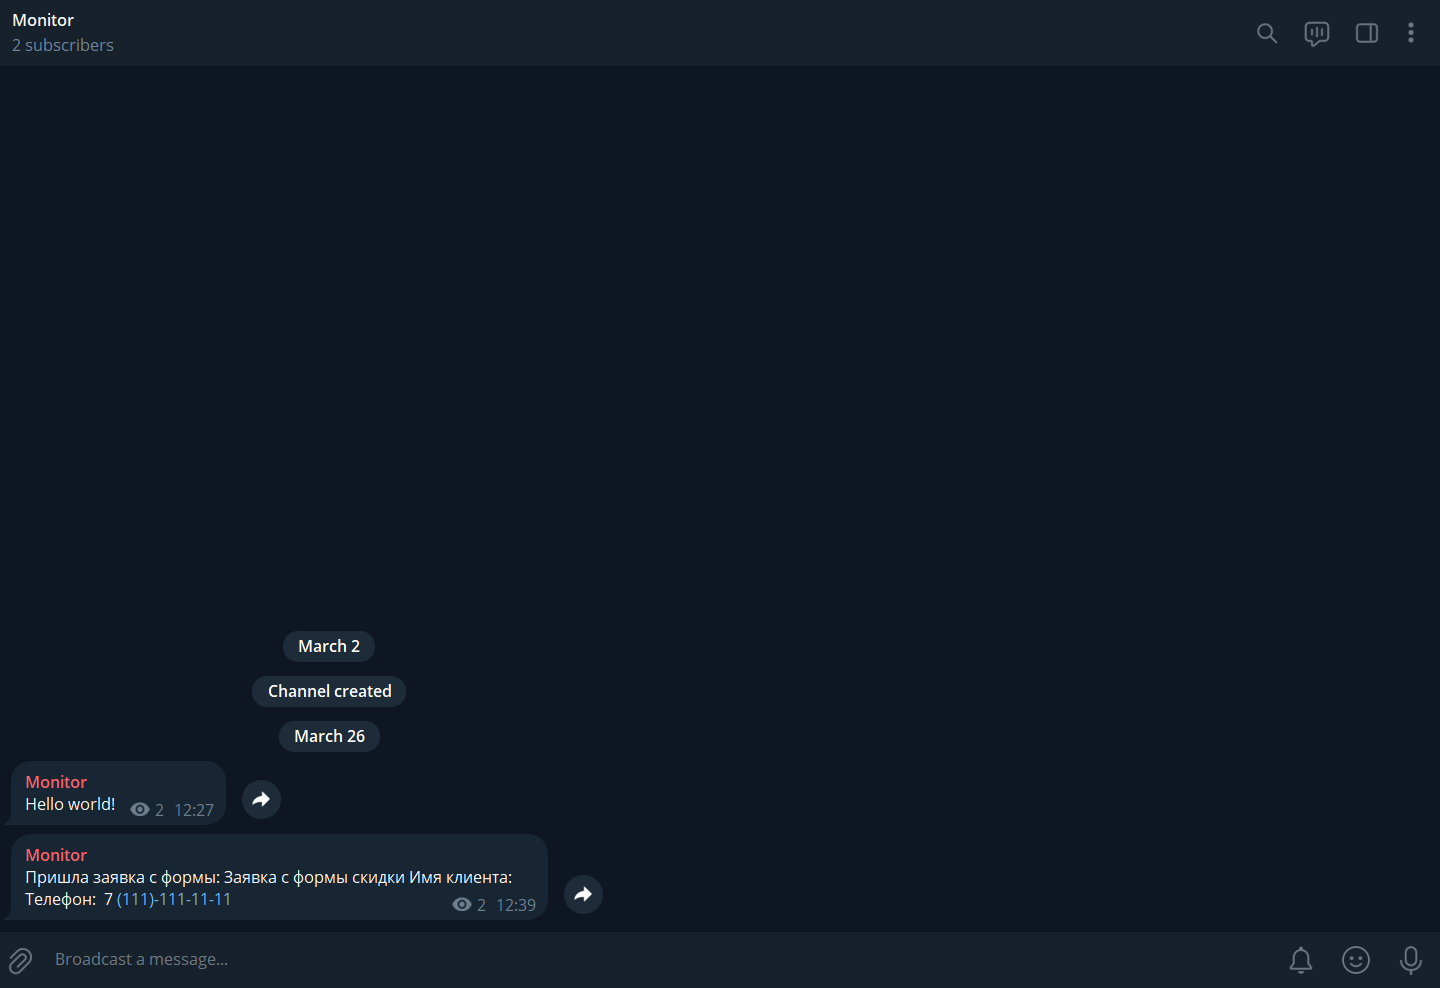 Monitor
2 subscribers
March 2
Channel created
March 26
Monitor
Hello world! 2 12:27
Monitor
Пришла заявка с формы: Заявка с формы скидки Имя клиента:
Телефон: 7 (111)-111-11-11 2 12:39
Broadcast a message...